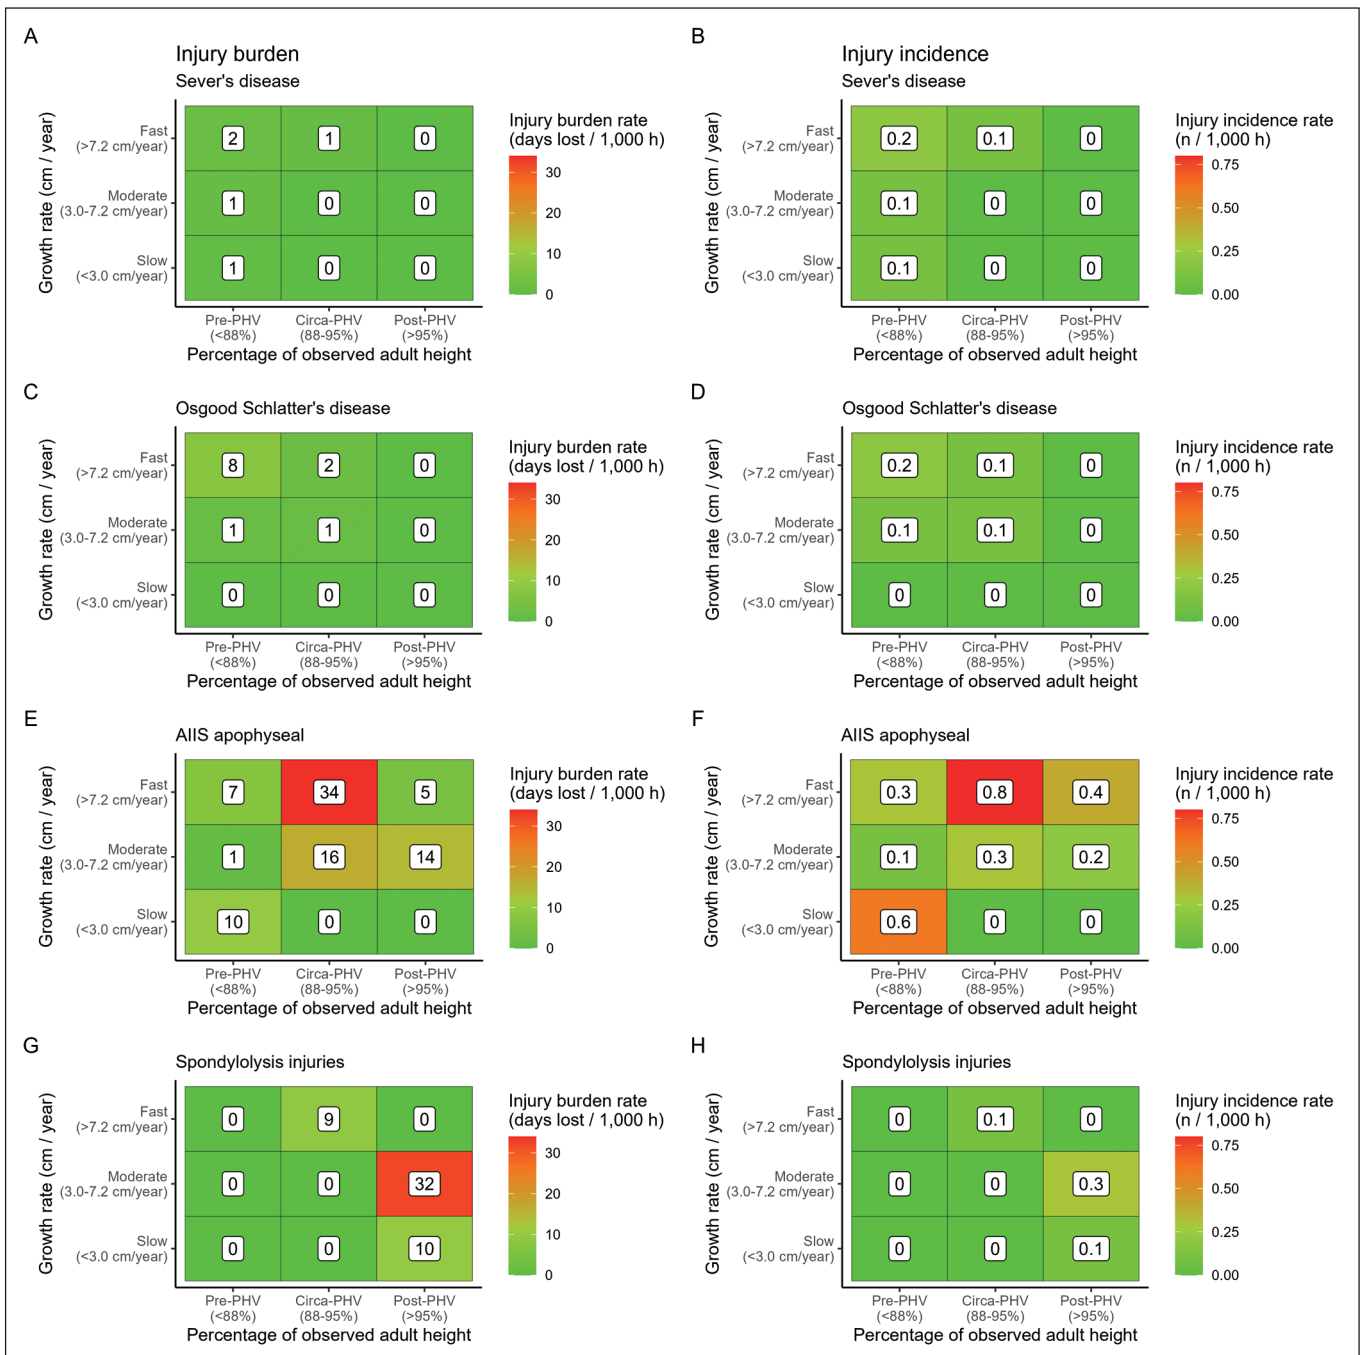 A
Injury burden
Sever's disease
Growth rate (cm / year)
Fast
(>7.2 cm/year)
Moderate
(3.0-7.2 cm/year)
Slow
(<3.0 cm/year)
2 1 0
1 0 0
1 0 0
Pre-PHV
(<88%)
Circa-PHV
(88-95%)
Post-PHV
(>95%)
Percentage of observed adult height
Injury burden rate
(days lost / 1,000 h)
30
20
10
0
B
Injury incidence
Sever's disease
Growth rate (cm / year)
Fast
(>7.2 cm/year)
Moderate
(3.0-7.2 cm/year)
Slow
(<3.0 cm/year)
0.2 0.1 0
0.1 0 0
0.1 0 0
Pre-PHV
(<88%)
Circa-PHV
(88-95%)
Post-PHV
(>95%)
Percentage of observed adult height
Injury incidence rate
(n / 1,000 h)
0.75
0.50
0.25
0.00
C
Osgood Schlatter's disease
Growth rate (cm / year)
Fast
(>7.2 cm/year)
Moderate
(3.0-7.2 cm/year)
Slow
(<3.0 cm/year)
8 2 0
1 1 0
0 0 0
Pre-PHV
(<88%)
Circa-PHV
(88-95%)
Post-PHV
(>95%)
Percentage of observed adult height
Injury burden rate
(days lost / 1,000 h)
30
20
10
0
D
Osgood Schlatter's disease
Growth rate (cm / year)
Fast
(>7.2 cm/year)
Moderate
(3.0-7.2 cm/year)
Slow
(<3.0 cm/year)
0.2 0.1 0
0.1 0.1 0
0 0 0
Pre-PHV
(<88%)
Circa-PHV
(88-95%)
Post-PHV
(>95%)
Percentage of observed adult height
Injury incidence rate
(n / 1,000 h)
0.75
0.50
0.25
0.00
E
AIIS apophyseal
Growth rate (cm / year)
Fast
(>7.2 cm/year)
Moderate
(3.0-7.2 cm/year)
Slow
(<3.0 cm/year)
7 34 5
1 16 14
10 0 0
Pre-PHV
(<88%)
Circa-PHV
(88-95%)
Post-PHV
(>95%)
Percentage of observed adult height
Injury burden rate
(days lost / 1,000 h)
30
20
10
0
F
AIIS apophyseal
Growth rate (cm / year)
Fast
(>7.2 cm/year)
Moderate
(3.0-7.2 cm/year)
Slow
(<3.0 cm/year)
0.3 0.8 0.4
0.1 0.3 0.2
0.6 0 0
Pre-PHV
(<88%)
Circa-PHV
(88-95%)
Post-PHV
(>95%)
Percentage of observed adult height
Injury incidence rate
(n / 1,000 h)
0.75
0.50
0.25
0.00
G
Spondylolysis injuries
Growth rate (cm / year)
Fast
(>7.2 cm/year)
Moderate
(3.0-7.2 cm/year)
Slow
(<3.0 cm/year)
0 9 0
0 0 32
0 0 10
Pre-PHV
(<88%)
Circa-PHV
(88-95%)
Post-PHV
(>95%)
Percentage of observed adult height
Injury burden rate
(days lost / 1,000 h)
30
20
10
0
H
Spondylolysis injuries
Growth rate (cm / year)
Fast
(>7.2 cm/year)
Moderate
(3.0-7.2 cm/year)
Slow
(<3.0 cm/year)
0 0.1 0
0 0 0.3
0 0 0.1
Pre-PHV
(<88%)
Circa-PHV
(88-95%)
Post-PHV
(>95%)
Percentage of observed adult height
Injury incidence rate
(n / 1,000 h)
0.75
0.50
0.25
0.00